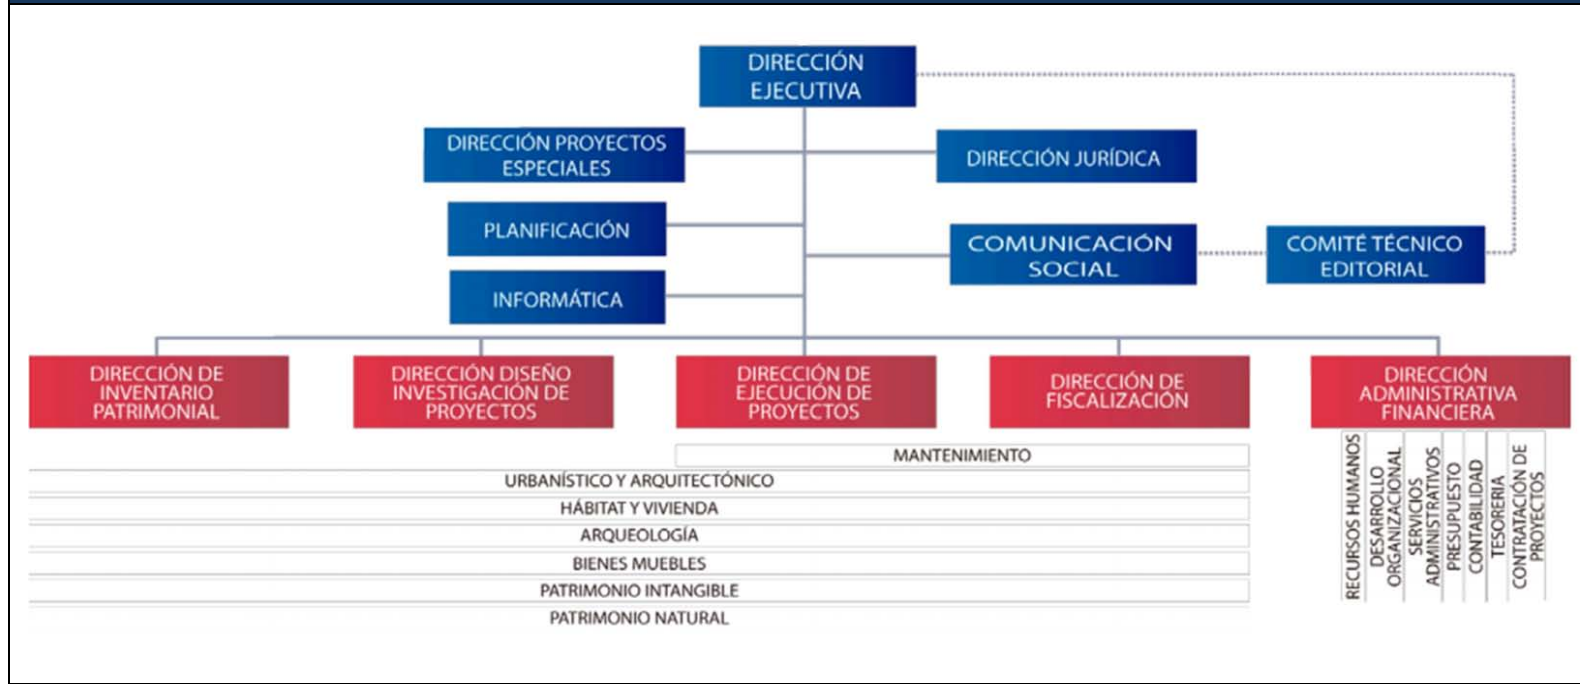 DIRECCIÓN
EJECUTIVA
DIRECCIÓN PROYECTOS
ESPECIALES
DIRECCIÓN JURÍDICA
PLANIFICACIÓN
COMUNICACIÓN
SOCIAL
COMITÉ TÉCNICO
EDITORIAL
INFORMÁTICA
DIRECCIÓN DE
INVENTARIO
PATRIMONIAL
DIRECCIÓN DISEÑO
INVESTIGACIÓN DE
PROYECTOS
DIRECCIÓN DE
EJECUCIÓN DE
PROYECTOS
DIRECCIÓN DE
FISCALIZACIÓN
DIRECCIÓN
ADMINISTRATIVA
FINANCIERA
MANTENIMIENTO
URBANÍSTICO Y ARQUITECTÓNICO
HÁBITAT Y VIVIENDA
ARQUEOLOGÍA
BIENES MUEBLES
PATRIMONIO INTANGIBLE
PATRIMONIO NATURAL
RECURSOS HUMANOS
DESARROLLO
ORGANIZACIONAL
SERVICIOS
ADMINISTRATIVOS
PRESUPUESTO
CONTABILIDAD
TESORERIA
CONTRATACIÓN DE
PROYECTOS